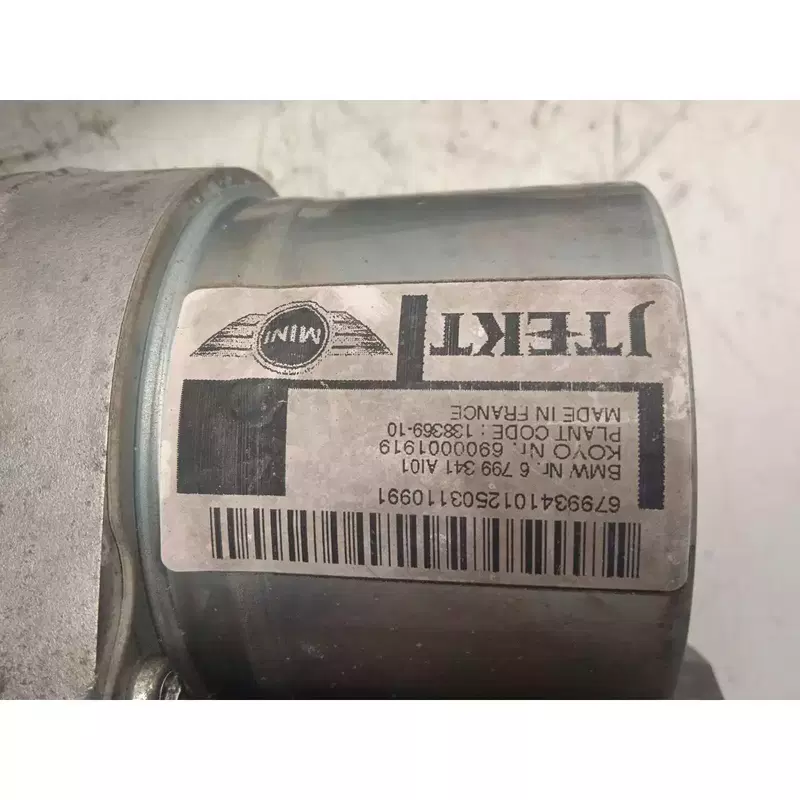 6799341012503110991
BMW Nr. 6 799 341 AI01
KOYO Nr. 6900001919
PLANT CODE : 138369-10
MADE IN FRANCE
JTEKT
MINI